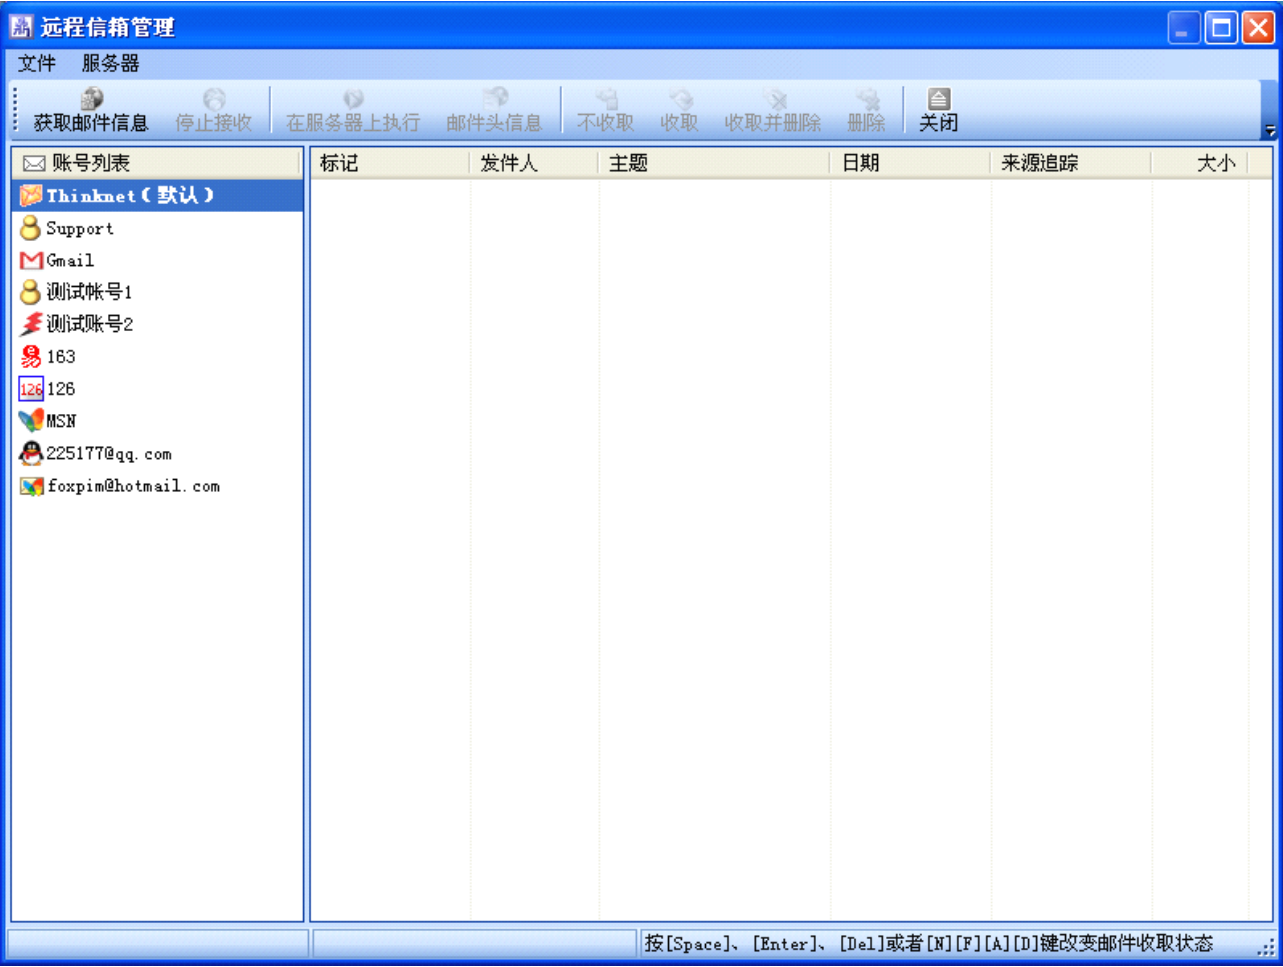 远程信箱管理
文件 服务器
获取邮件信息 停止接收 在服务器上执行 邮件头信息 不收取 收取 收取并删除 删除 关闭
账号列表 标记 发件人 主题 日期 来源追踪 大小
Thinknet(默认)
Support
Gmail
测试帐号1
测试账号2
163
126 126
MSN
225177@qq.com
foxpim@hotmail.com
按[Space]、[Enter]、[Del]或者[N][F][A][D]键改变邮件收取状态